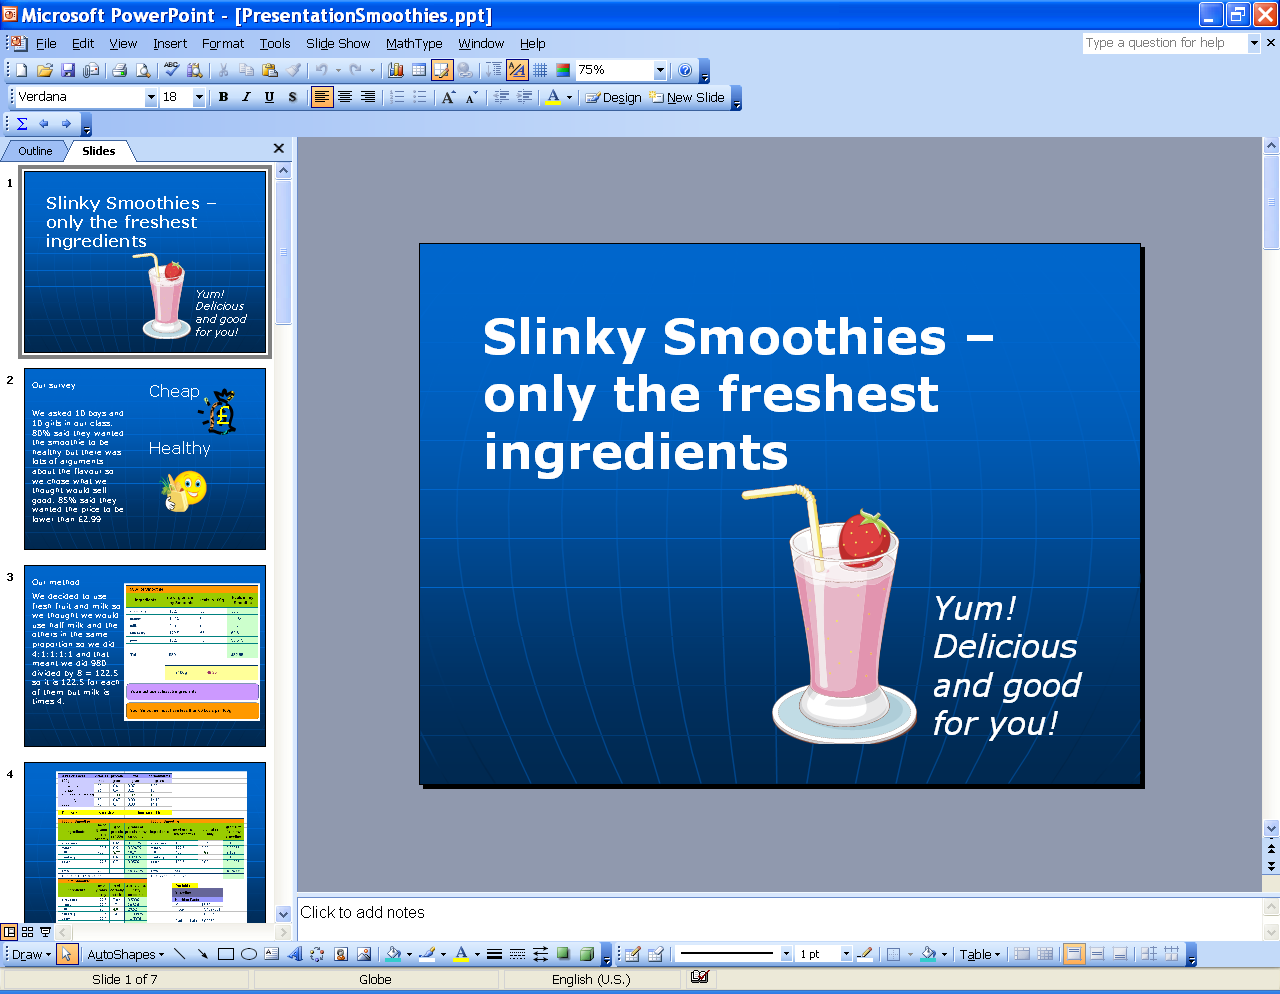 Microsoft PowerPoint - [PresentationSmoothies.ppt]
File Edit View Insert Format Tools Slide Show MathType Window Help
Type a question for help
75%
Verdana 18 B I U S Design New Slide
Outline Slides
1
Slinky Smoothies –
only the freshest
ingredients
Yum!
Delicious
and good
for you!
2
Our survey
Cheap
We asked 10 boys and
10 girls in our class.
80% said they wanted
the smoothie to be
healthy but there was
lots of arguments
about the flavour so
we chose what we
thought would sell
good. 85% said they
wanted the price to be
lower than £2.99
£
Healthy
3
Our method
We decided to use
fresh fruit and milk so
we thought we would
use half milk and the
others in the same
proportion so we did
4:1:1:1:1 and that
meant we did 980
divided by 8 = 122.5
so it is 122.5 for each
of them but milk is
times 4.
4
Slinky Smoothies –
only the freshest
ingredients
Yum!
Delicious
and good
for you!
Click to add notes
Draw AutoShapes 1 pt Table
Slide 1 of 7 Globe English (U.S.)